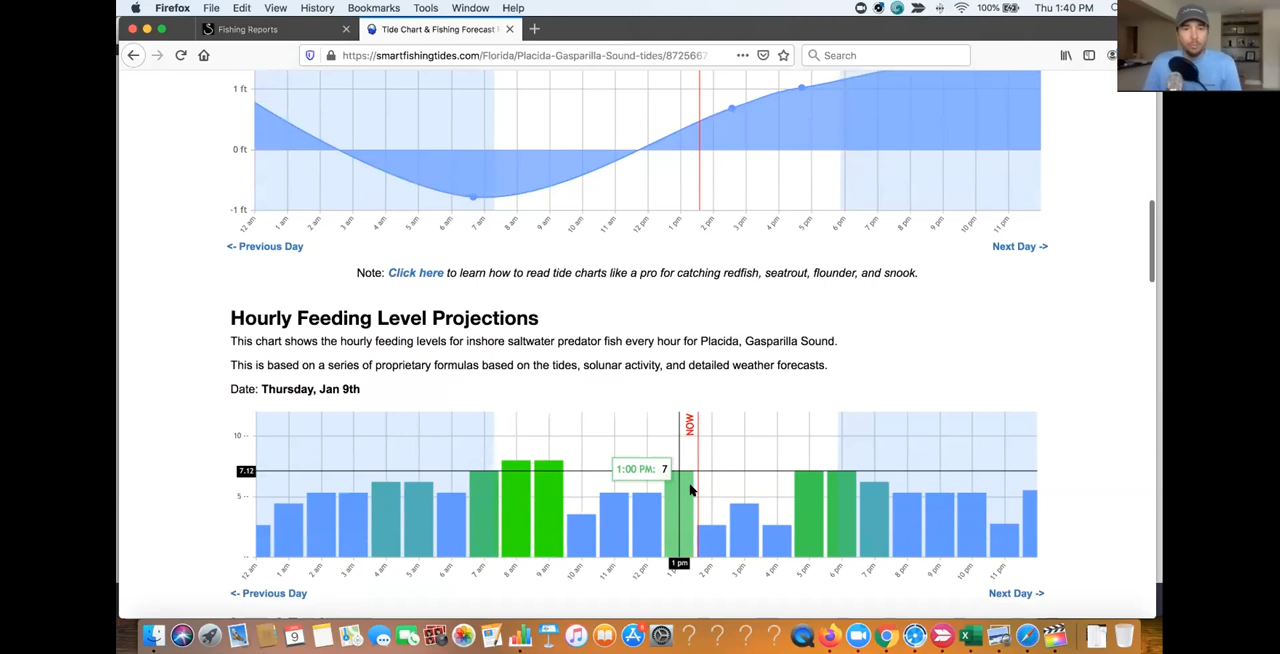 Firefox File Edit View History Bookmarks Tools Window Help 100% Thu 1:40 PM
Fishing Reports Tide Chart & Fishing Forecast
https://smartfishingtides.com/Florida/Placida-Gasparilla-Sound-tides/8725667 Search
1 ft
0 ft
-1 ft
12 am 1 am 2 am 3 am 4 am 5 am 6 am 7 am 8 am 9 am 10 am 11 am 12 pm 1 pm 2 pm 3 pm 4 pm 5 pm 6 pm 7 pm 8 pm 9 pm 10 pm 11 pm
<- Previous Day Next Day ->
Note: Click here to learn how to read tide charts like a pro for catching redfish, seatrout, flounder, and snook.
Hourly Feeding Level Projections
This chart shows the hourly feeding levels for inshore saltwater predator fish every hour for Placida, Gasparilla Sound.
This is based on a series of proprietary formulas based on the tides, solunar activity, and detailed weather forecasts.
Date: Thursday, Jan 9th
NOW
10
7.12
1:00 PM: 7
5
12 am 1 am 2 am 3 am 4 am 5 am 6 am 7 am 8 am 9 am 10 am 11 am 12 pm 1 pm 2 pm 3 pm 4 pm 5 pm 6 pm 7 pm 8 pm 9 pm 10 pm 11 pm
<- Previous Day Next Day ->
9